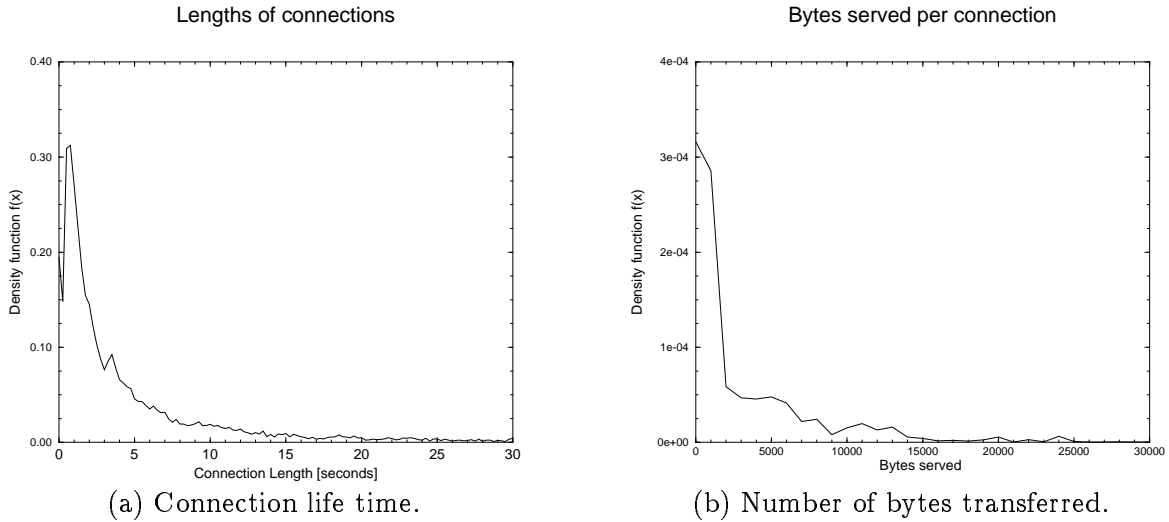 Lengths of connections
0.40
0.30
0.20
0.10
0.00
Density function f(x)
0 5 10 15 20 25 30
Connection Length [seconds]
(a) Connection life time.
Bytes served per connection
4e-04
3e-04
2e-04
1e-04
0e+00
Density function f(x)
0 5000 10000 15000 20000 25000 30000
Bytes served
(b) Number of bytes transferred.